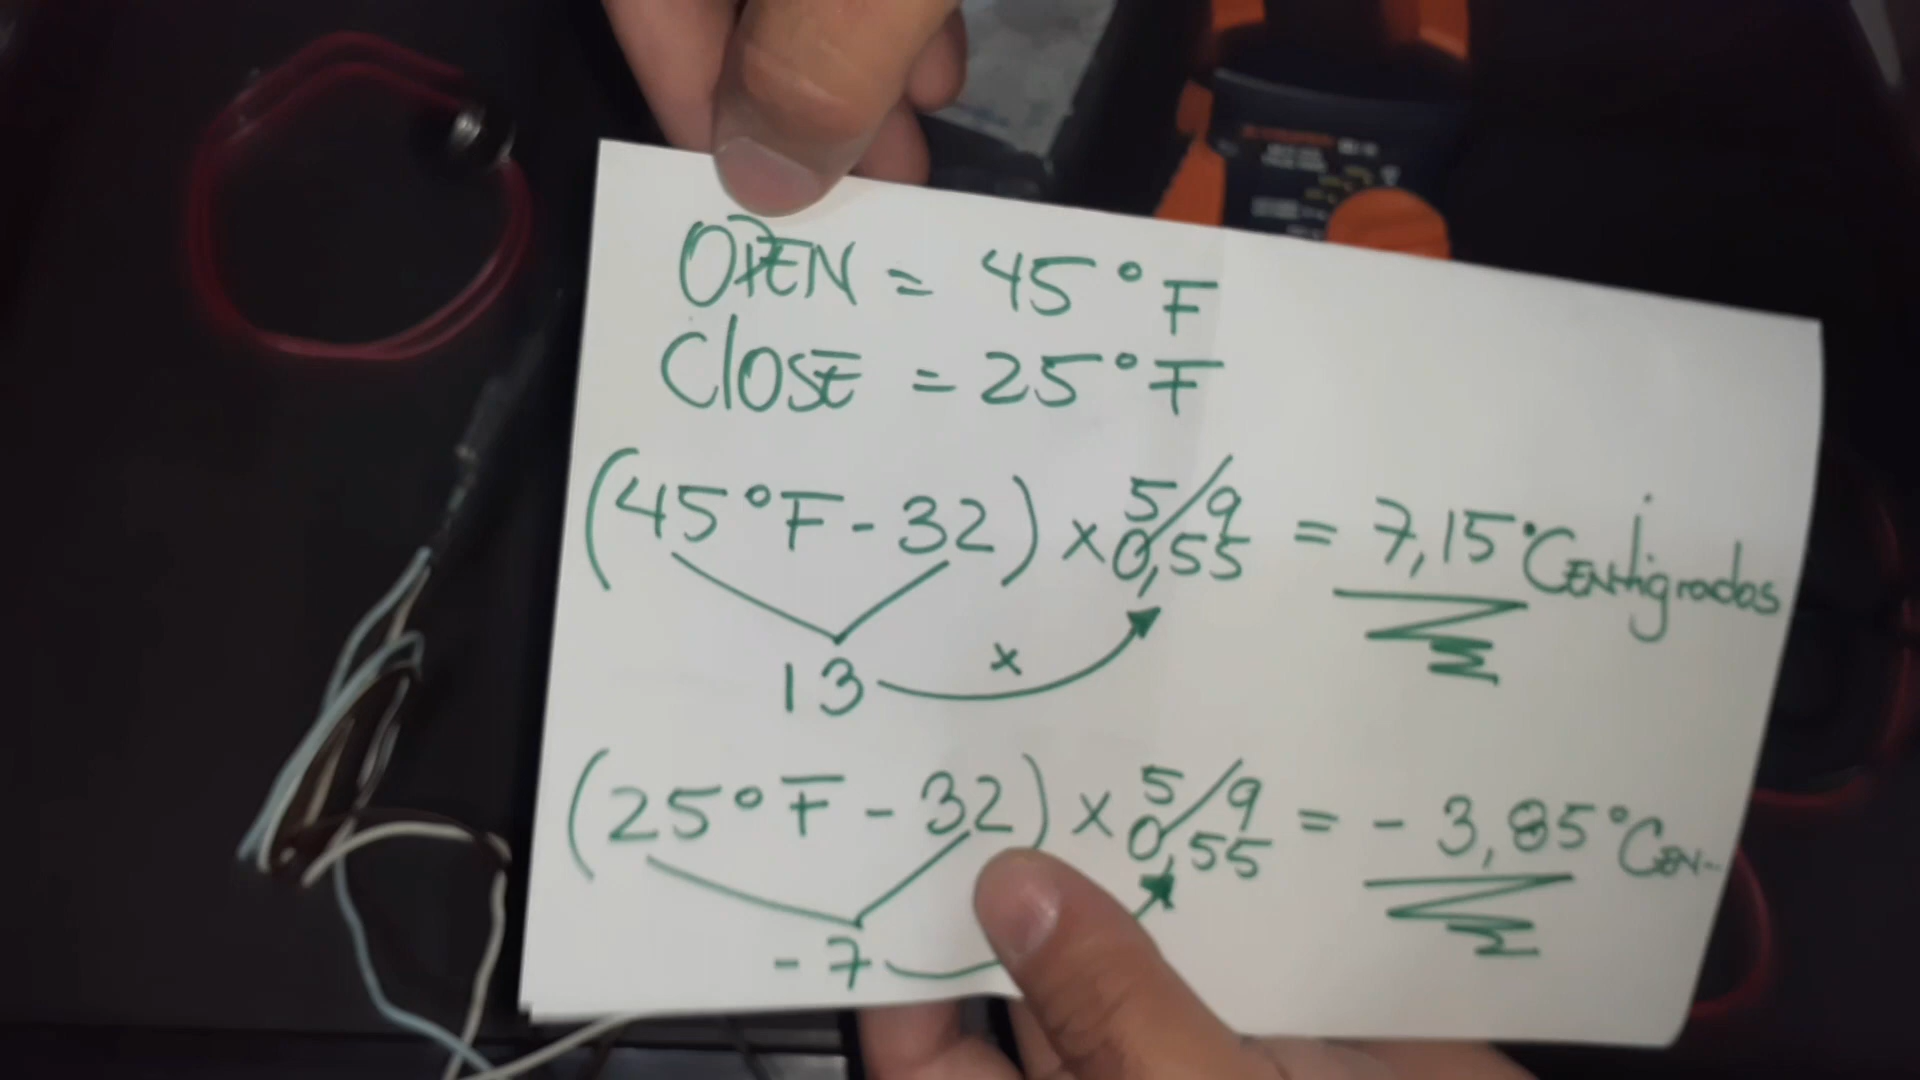 OPEN = 45°F
ClOSE = 25°F
(45°F - 32) x 5/9 = 7,15°CENtigrados
0,55
13 x
(25°F - 32) x 5/9 = - 3,85°CEN..
0,55
- 7